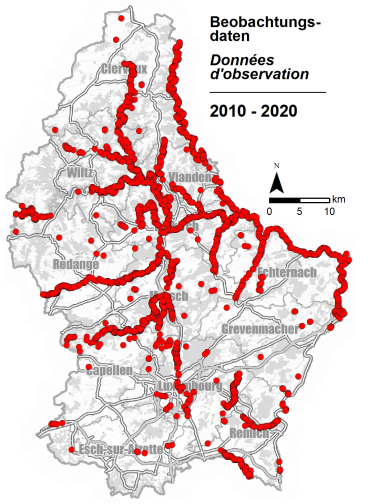 Beobachtungs-
daten
Données
d'observation
2010 - 2020
N
0 5 10 km
Clervaux
Wiltz
Vianden
Redange
Echternach
Mersch
Grevenmacher
Capellen
Luxembourg
Remich
Esch-sur-Alzette